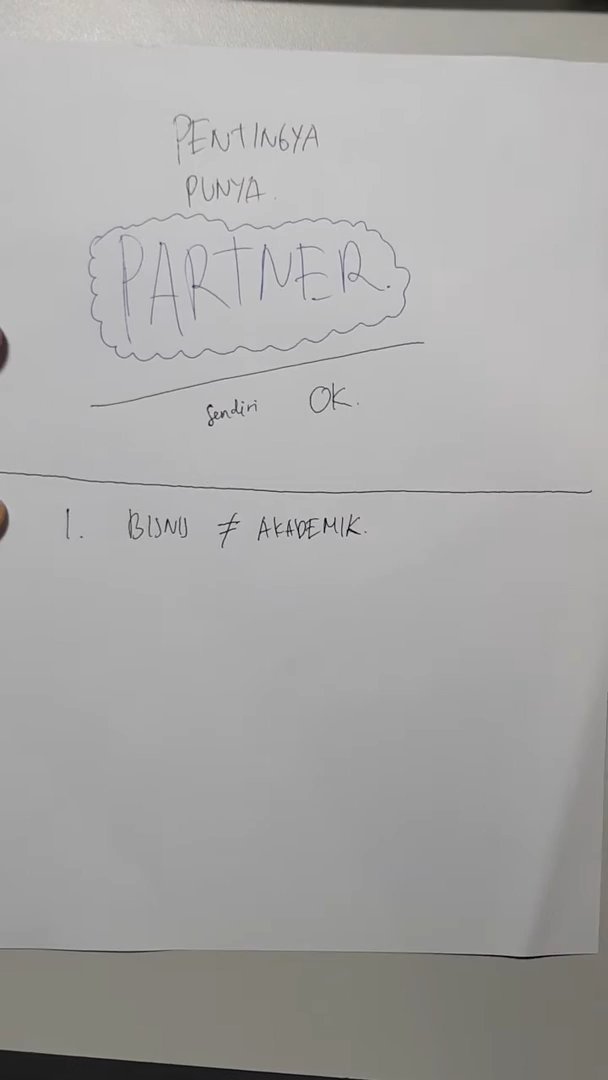 PENTINGYA
PUNYA.
PARTNER.
Sendiri OK.
1. BISNIS ≠ AKADEMIK.